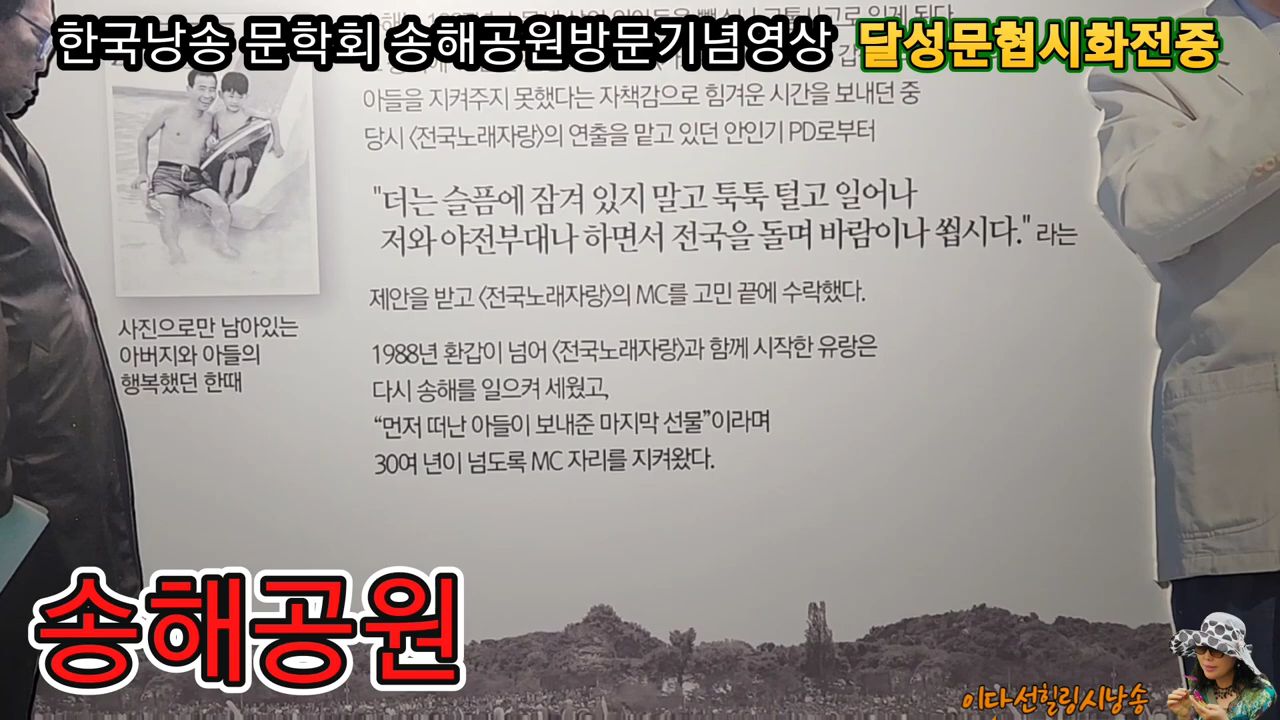 한국낭송 문학회 송해공원방문기념영상 달성문협시화전중
아들을 지켜주지 못했다는 자책감으로 힘겨운 시간을 보내던 중
당시 〈전국노래자랑〉의 연출을 맡고 있던 안인기 PD로부터
"더는 슬픔에 잠겨 있지 말고 툭툭 털고 일어나
저와 야전부대나 하면서 전국을 돌며 바람이나 쐽시다." 라는
제안을 받고 〈전국노래자랑〉의 MC를 고민 끝에 수락했다.
1988년 환갑이 넘어 〈전국노래자랑〉과 함께 시작한 유랑은
다시 송해를 일으켜 세웠고,
“먼저 떠난 아들이 보내준 마지막 선물”이라며
30여 년이 넘도록 MC 자리를 지켜왔다.
사진으로만 남아있는
아버지와 아들의
행복했던 한때
송해공원
이다선힐링시낭송